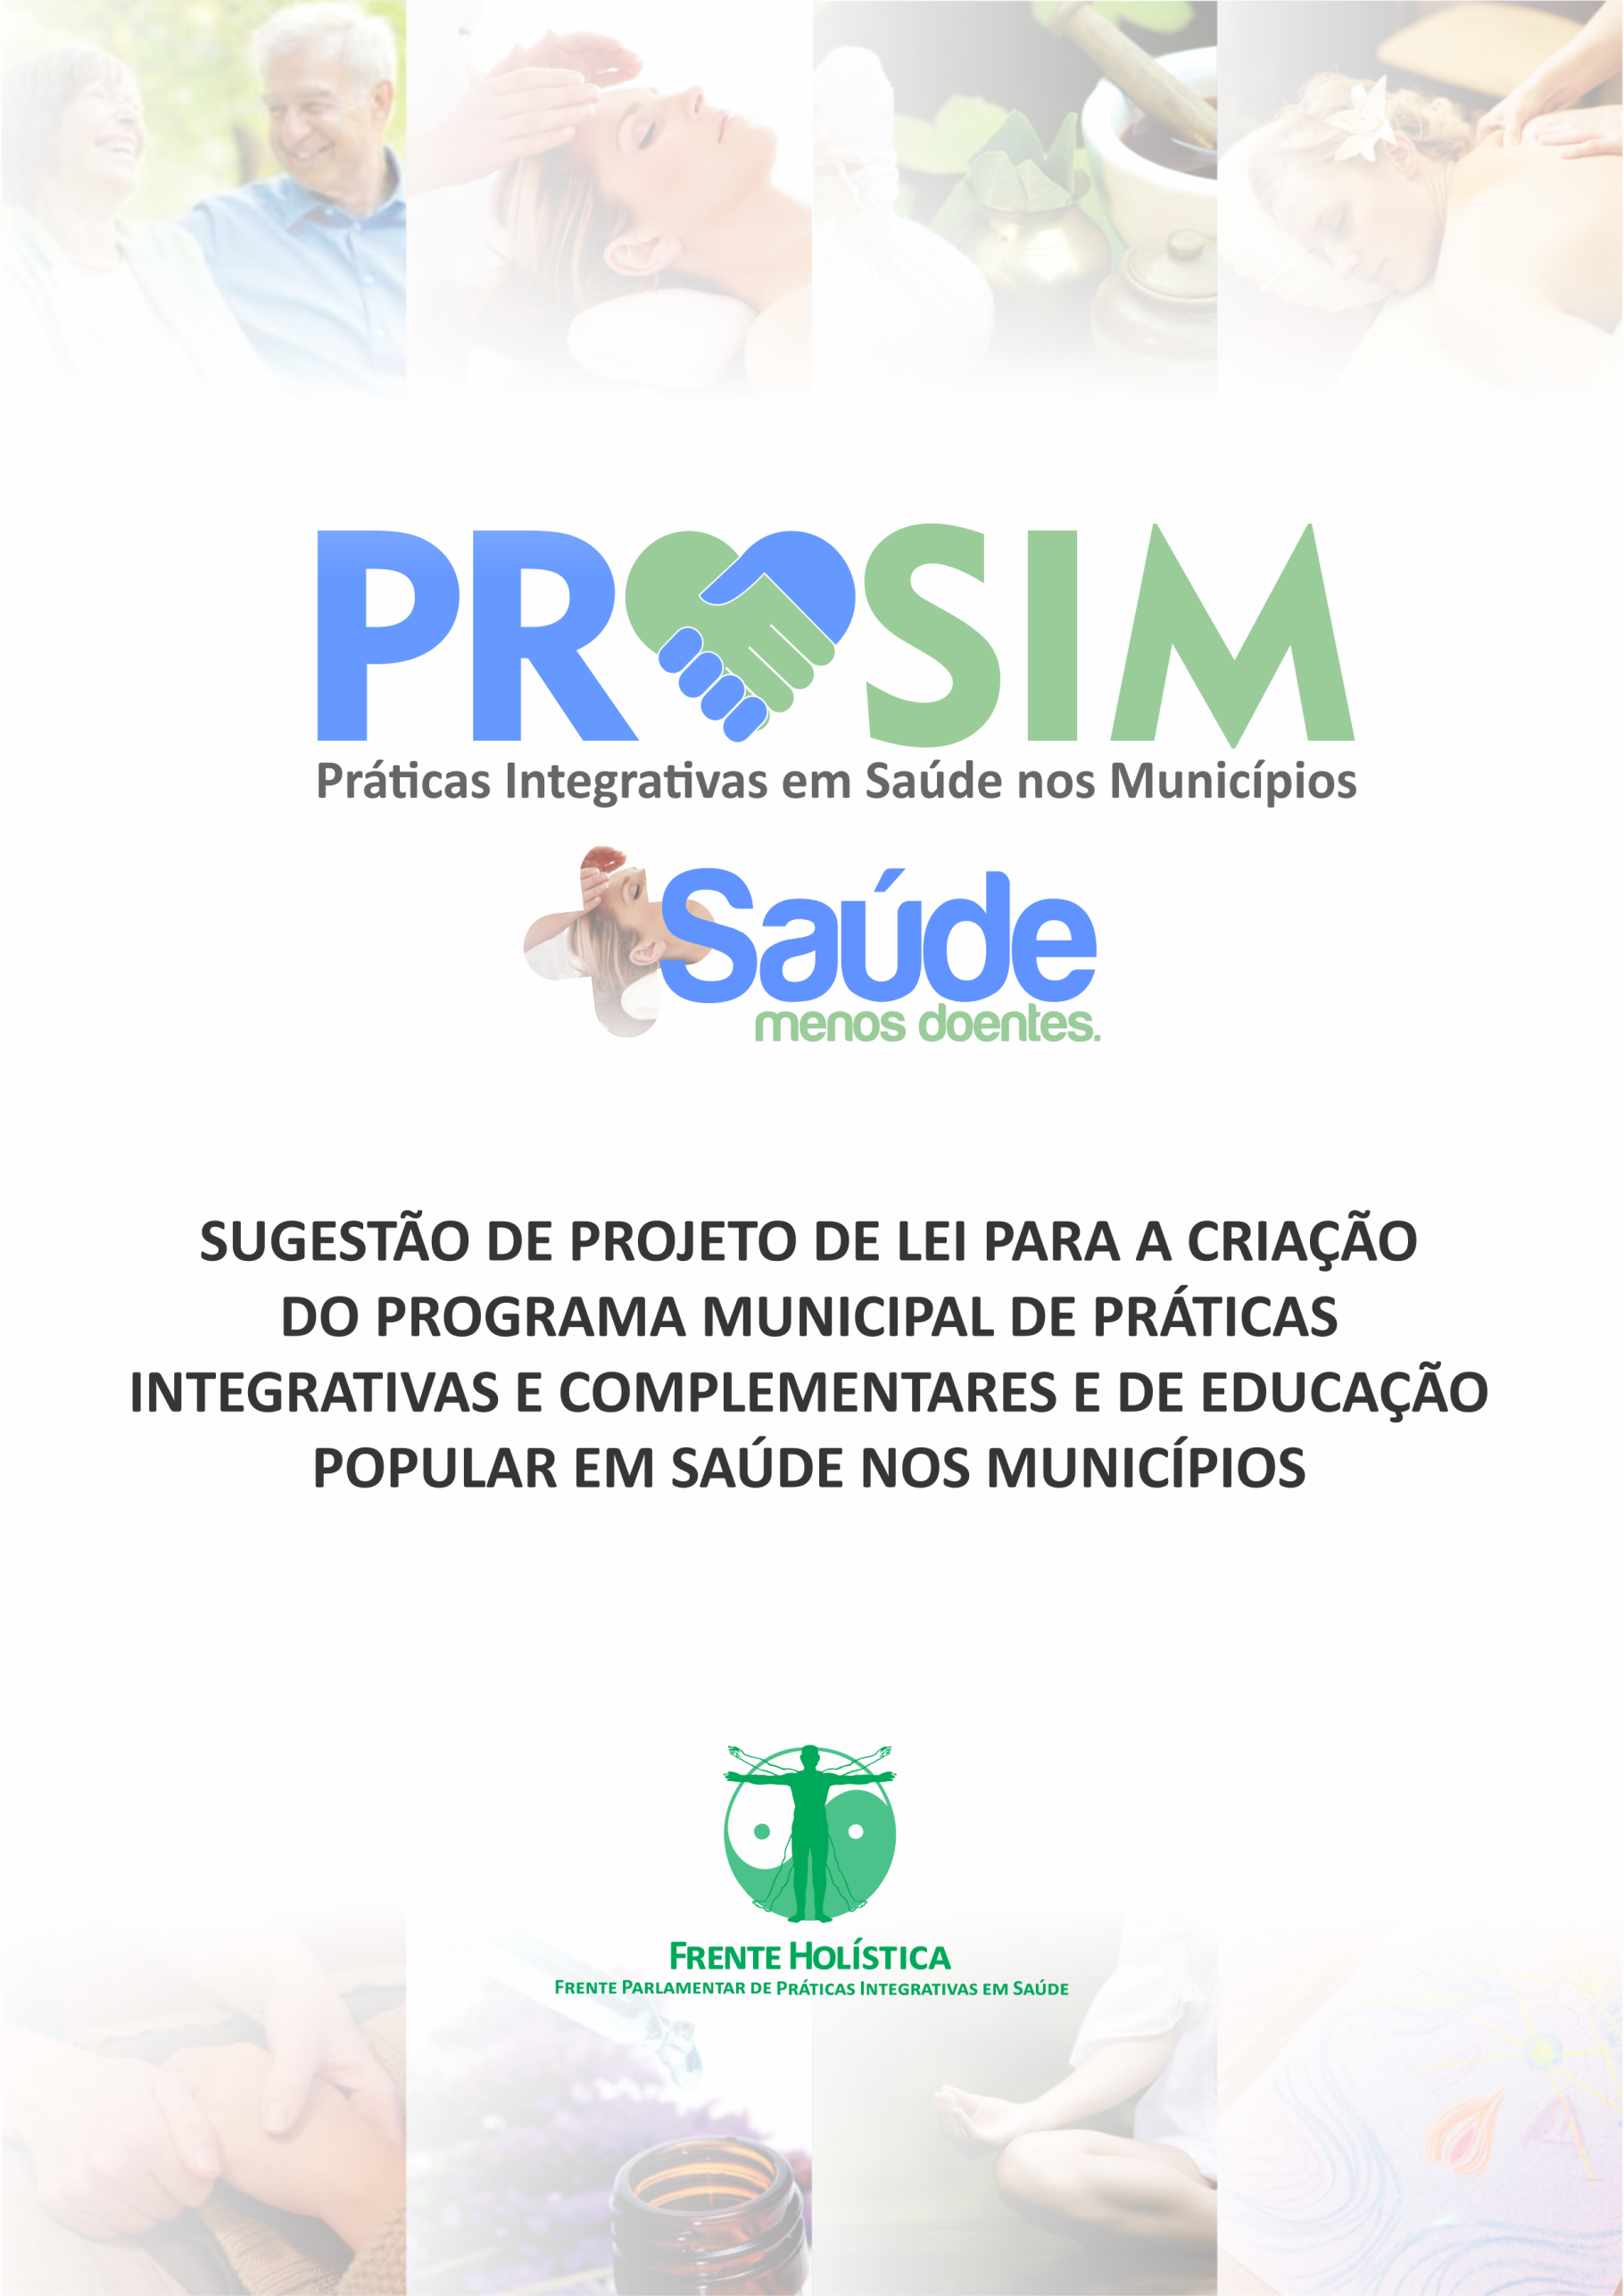 PROSIM
Práticas Integrativas em Saúde nos Municípios
Saúde
menos doentes.
SUGESTÃO DE PROJETO DE LEI PARA A CRIAÇÃO
DO PROGRAMA MUNICIPAL DE PRÁTICAS
INTEGRATIVAS E COMPLEMENTARES E DE EDUCAÇÃO
POPULAR EM SAÚDE NOS MUNICÍPIOS
FRENTE HOLÍSTICA
FRENTE PARLAMENTAR DE PRÁTICAS INTEGRATIVAS EM SAÚDE